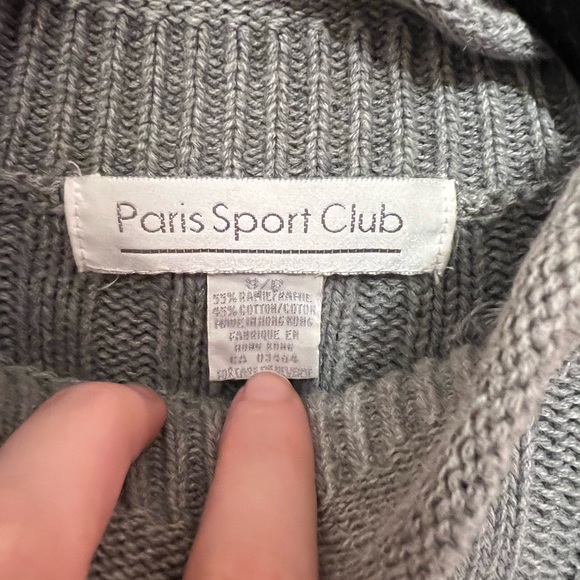 Paris Sport Club
S/P
55% RAMIE/RAMIE
45% COTTON/COTON
MADE IN HONG KONG
FABRIQUE EN
HONG KONG
CA 03464